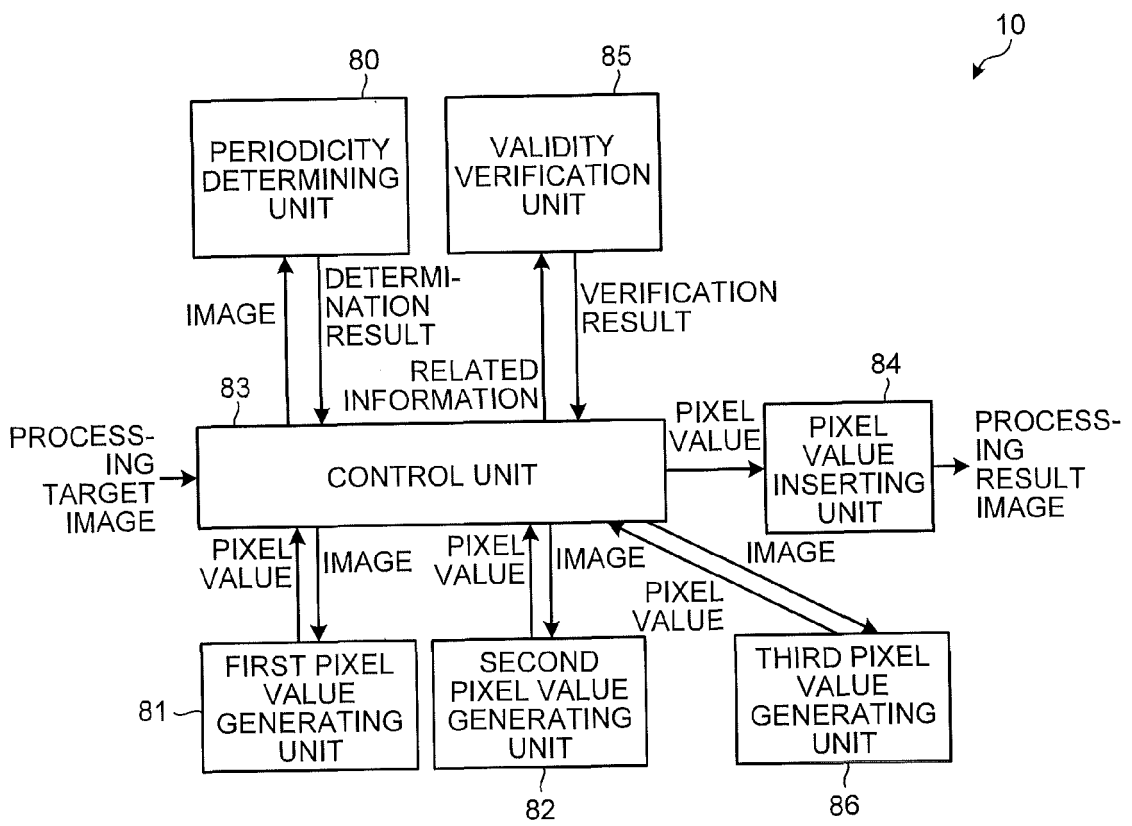 10
80
85
PERIODICITY
DETERMINING
UNIT
VALIDITY
VERIFICATION
UNIT
IMAGE
DETERMI-
NATION
RESULT
RELATED
INFORMATION
VERIFICATION
RESULT
83
84
PROCESS-
ING
TARGET
IMAGE
CONTROL UNIT
PIXEL
VALUE
PIXEL
VALUE
INSERTING
UNIT
PROCESS-
ING
RESULT
IMAGE
PIXEL
VALUE
IMAGE
PIXEL
VALUE
IMAGE
PIXEL
VALUE
IMAGE
81
FIRST PIXEL
VALUE
GENERATING
UNIT
SECOND
PIXEL VALUE
GENERATING
UNIT
82
THIRD PIXEL
VALUE
GENERATING
UNIT
86